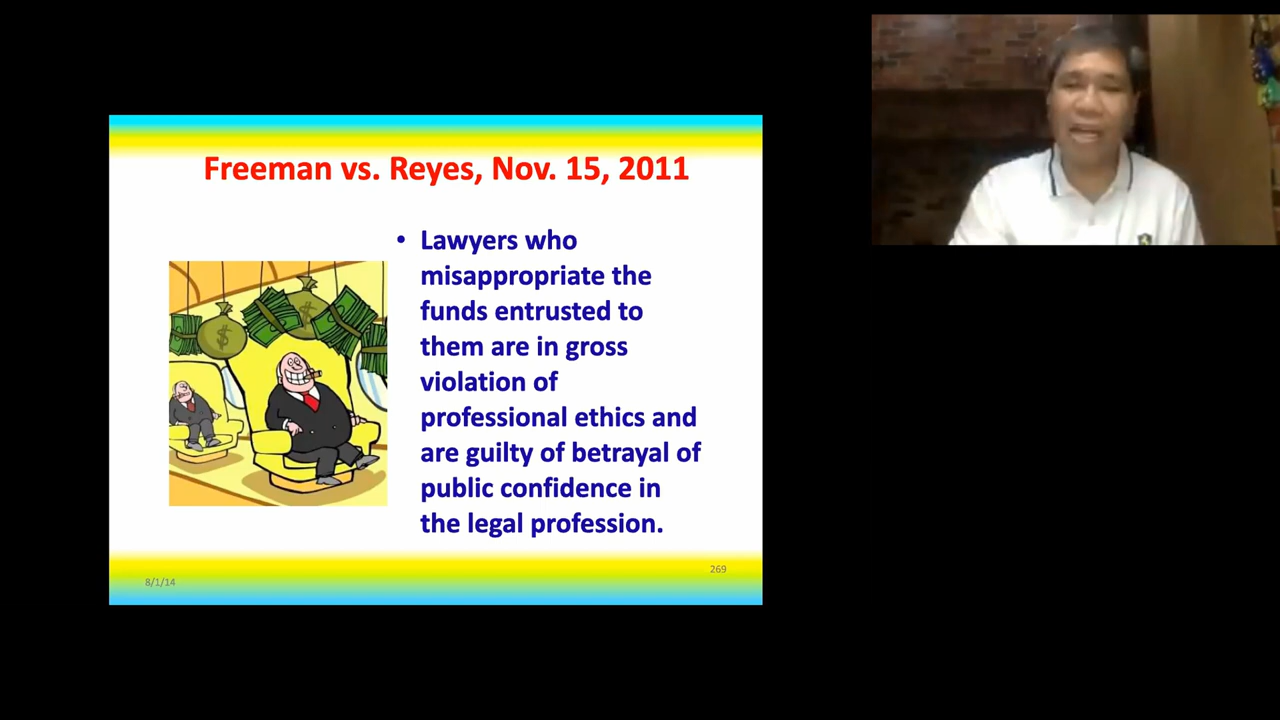 Freeman vs. Reyes, Nov. 15, 2011
• Lawyers who
misappropriate the
funds entrusted to
them are in gross
violation of
professional ethics and
are guilty of betrayal of
public confidence in
the legal profession.
$
$
8/1/14
269